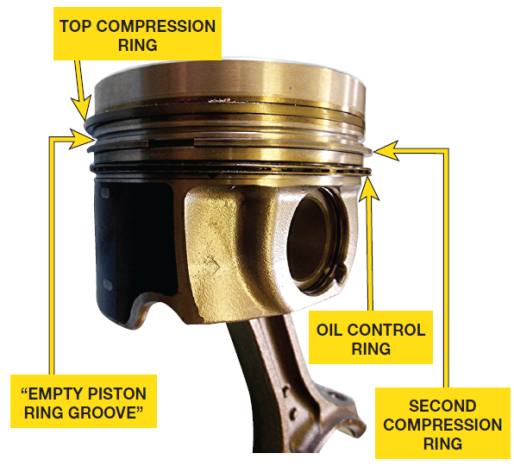 TOP COMPRESSION
RING
OIL CONTROL
RING
“EMPTY PISTON
RING GROOVE”
SECOND
COMPRESSION
RING